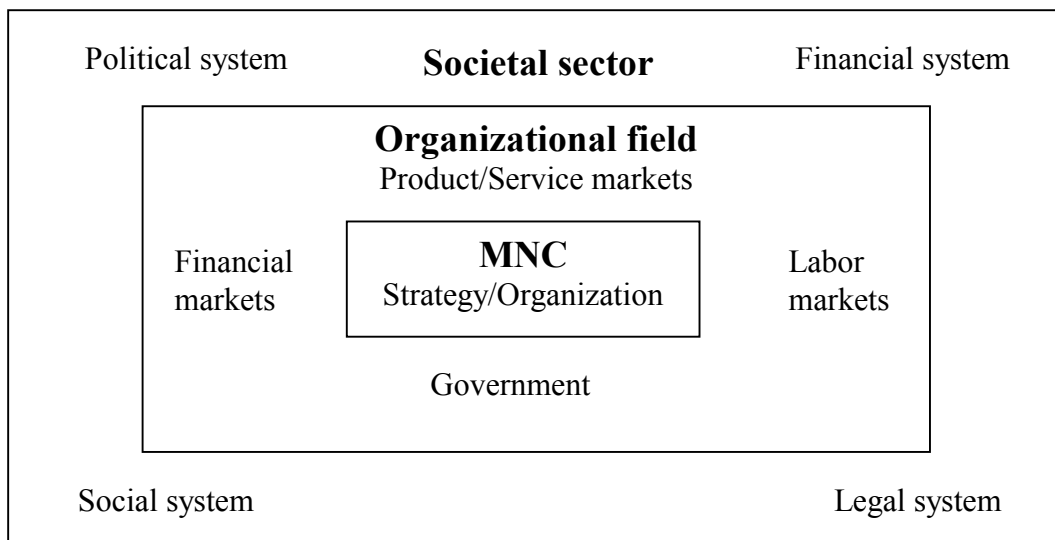 Political system
Societal sector
Financial system
Organizational field
Product/Service markets
Financial
markets
MNC
Strategy/Organization
Labor
markets
Government
Social system
Legal system